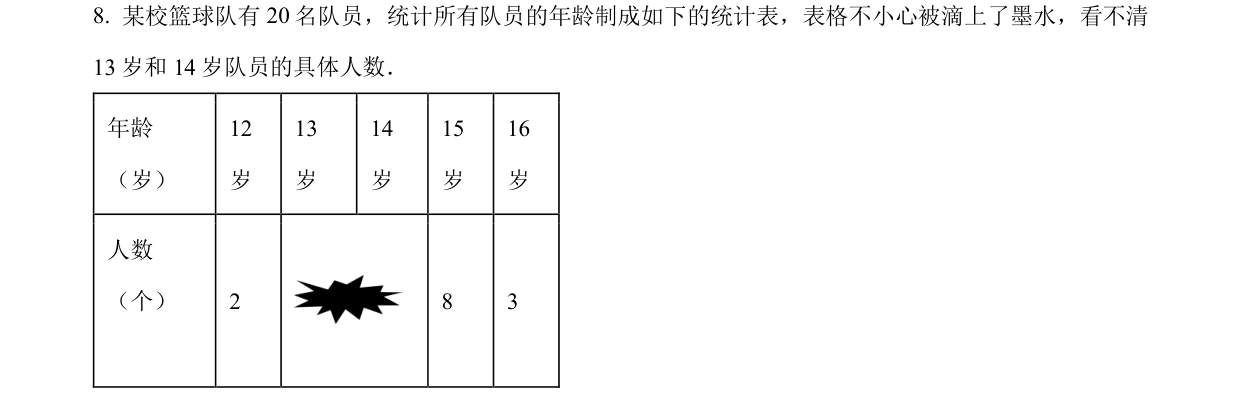 8. 某校篮球队有 20 名队员，统计所有队员的年龄制成如下的统计表，表格不小心被滴上了墨水，看不清
13 岁和 14 岁队员的具体人数．
年龄 12 13 14 15 16
（岁） 岁 岁 岁 岁 岁
人数
（个） 2 8 3